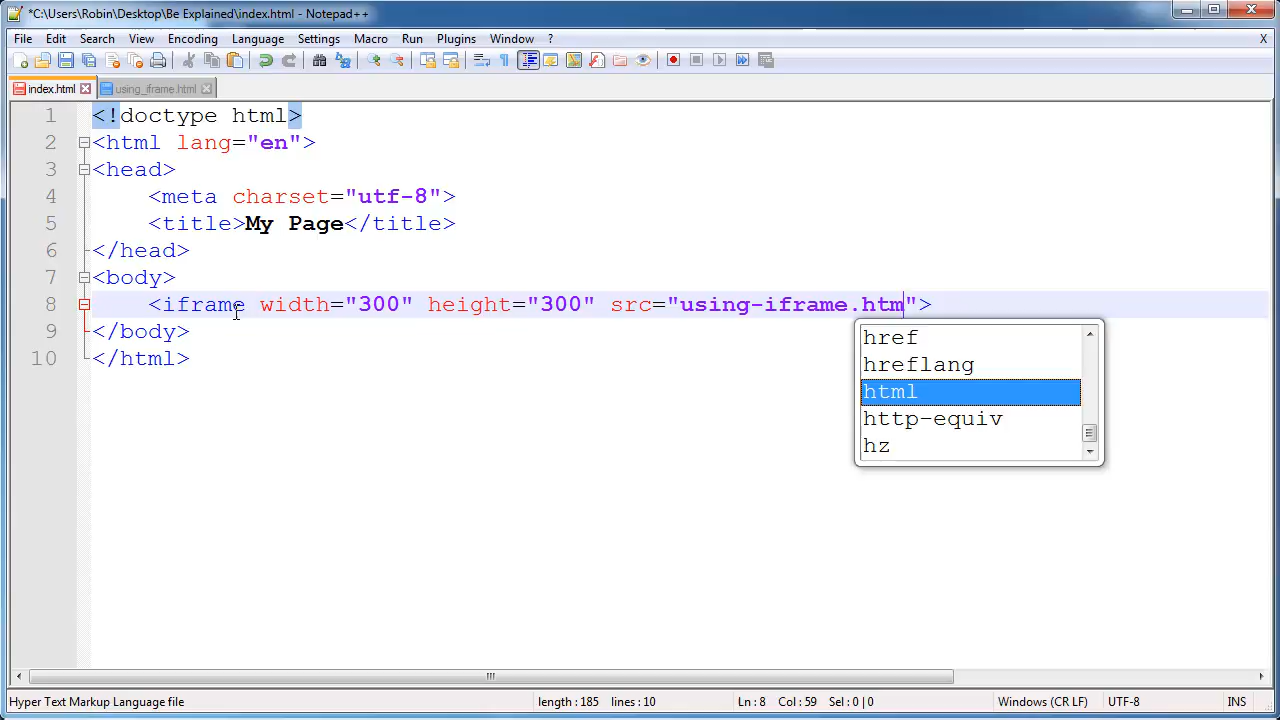 *C:\Users\Robin\Desktop\Be Explained\index.html - Notepad++
File Edit Search View Encoding Language Settings Macro Run Plugins Window ? X
index.html using_iframe.html
1 <!doctype html>
2 <html lang="en">
3 <head>
4 <meta charset="utf-8">
5 <title>My Page</title>
6 </head>
7 <body>
8 <iframe width="300" height="300" src="using-iframe.htm">
9 </body>
10 </html>
href
hreflang
html
http-equiv
hz
Hyper Text Markup Language file length : 185 lines : 10 Ln : 8 Col : 59 Sel : 0 | 0 Windows (CR LF) UTF-8 INS